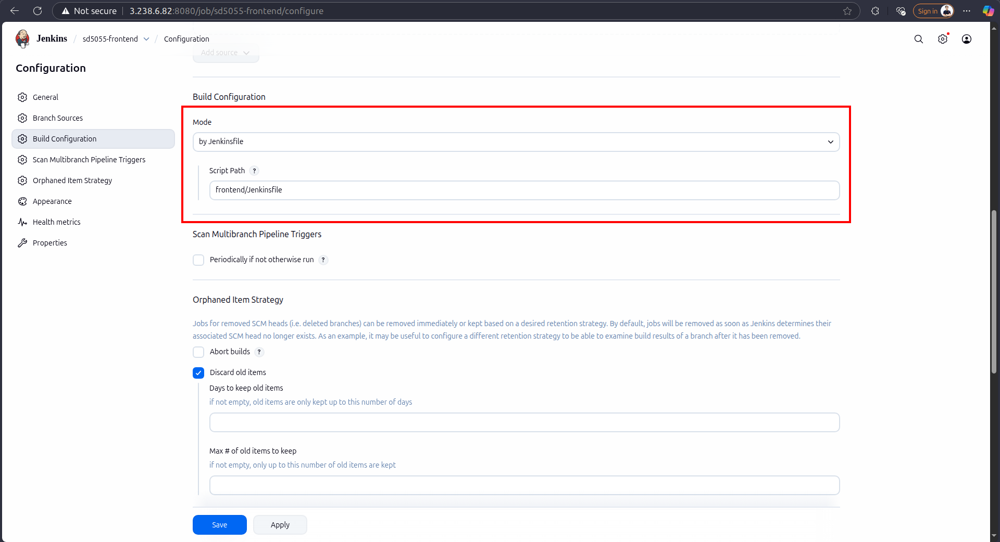 Not secure
3.238.6.82:8080/job/sd5055-frontend/configure
Sign in
Jenkins / sd5055-frontend / Configuration
Add source
Configuration
General
Branch Sources
Build Configuration
Scan Multibranch Pipeline Triggers
Orphaned Item Strategy
Appearance
Health metrics
Properties
Build Configuration
Mode
by Jenkinsfile
Script Path ?
frontend/Jenkinsfile
Scan Multibranch Pipeline Triggers
Periodically if not otherwise run ?
Orphaned Item Strategy
Jobs for removed SCM heads (i.e. deleted branches) can be removed immediately or kept based on a desired retention strategy. By default, jobs will be removed as soon as Jenkins determines their
associated SCM head no longer exists. As an example, it may be useful to configure a different retention strategy to be able to examine build results of a branch after it has been removed.
Abort builds ?
Discard old items
Days to keep old items
if not empty, old items are only kept up to this number of days
Max # of old items to keep
if not empty, only up to this number of old items are kept
Save
Apply